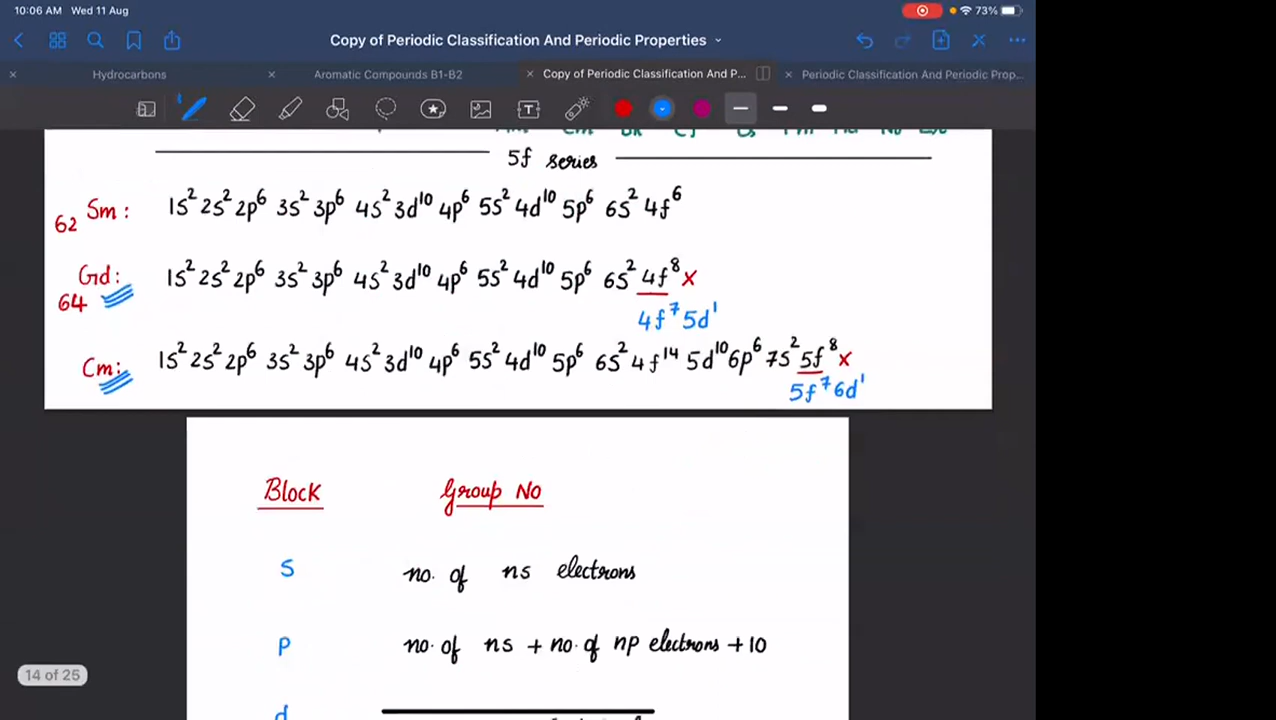 10:06 AM Wed 11 Aug
73%
Copy of Periodic Classification And Periodic Properties
Hydrocarbons
Aromatic Compounds B1-B2
Copy of Periodic Classification And P...
Periodic Classification And Periodic Prop...
5f series
62 Sm: 1s² 2s² 2p⁶ 3s² 3p⁶ 4s² 3d¹⁰ 4p⁶ 5s² 4d¹⁰ 5p⁶ 6s² 4f⁶
64 Gd: 1s² 2s² 2p⁶ 3s² 3p⁶ 4s² 3d¹⁰ 4p⁶ 5s² 4d¹⁰ 5p⁶ 6s² 4f⁸ x
4f⁷ 5d¹
Cm: 1s² 2s² 2p⁶ 3s² 3p⁶ 4s² 3d¹⁰ 4p⁶ 5s² 4d¹⁰ 5p⁶ 6s² 4f¹⁴ 5d¹⁰ 6p⁶ 7s² 5f⁸ x
5f⁷ 6d¹
Block Group No
S no. of ns electrons
P no. of ns + no. of np electrons + 10
d
14 of 25